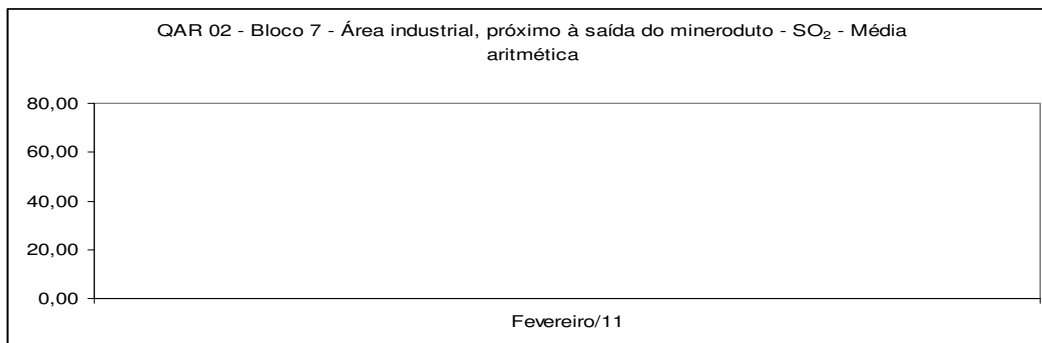 QAR 02 - Bloco 7 - Área industrial, próximo à saída do mineroduto - SO₂ - Média
aritmética
80,00
60,00
40,00
20,00
0,00
Fevereiro/11